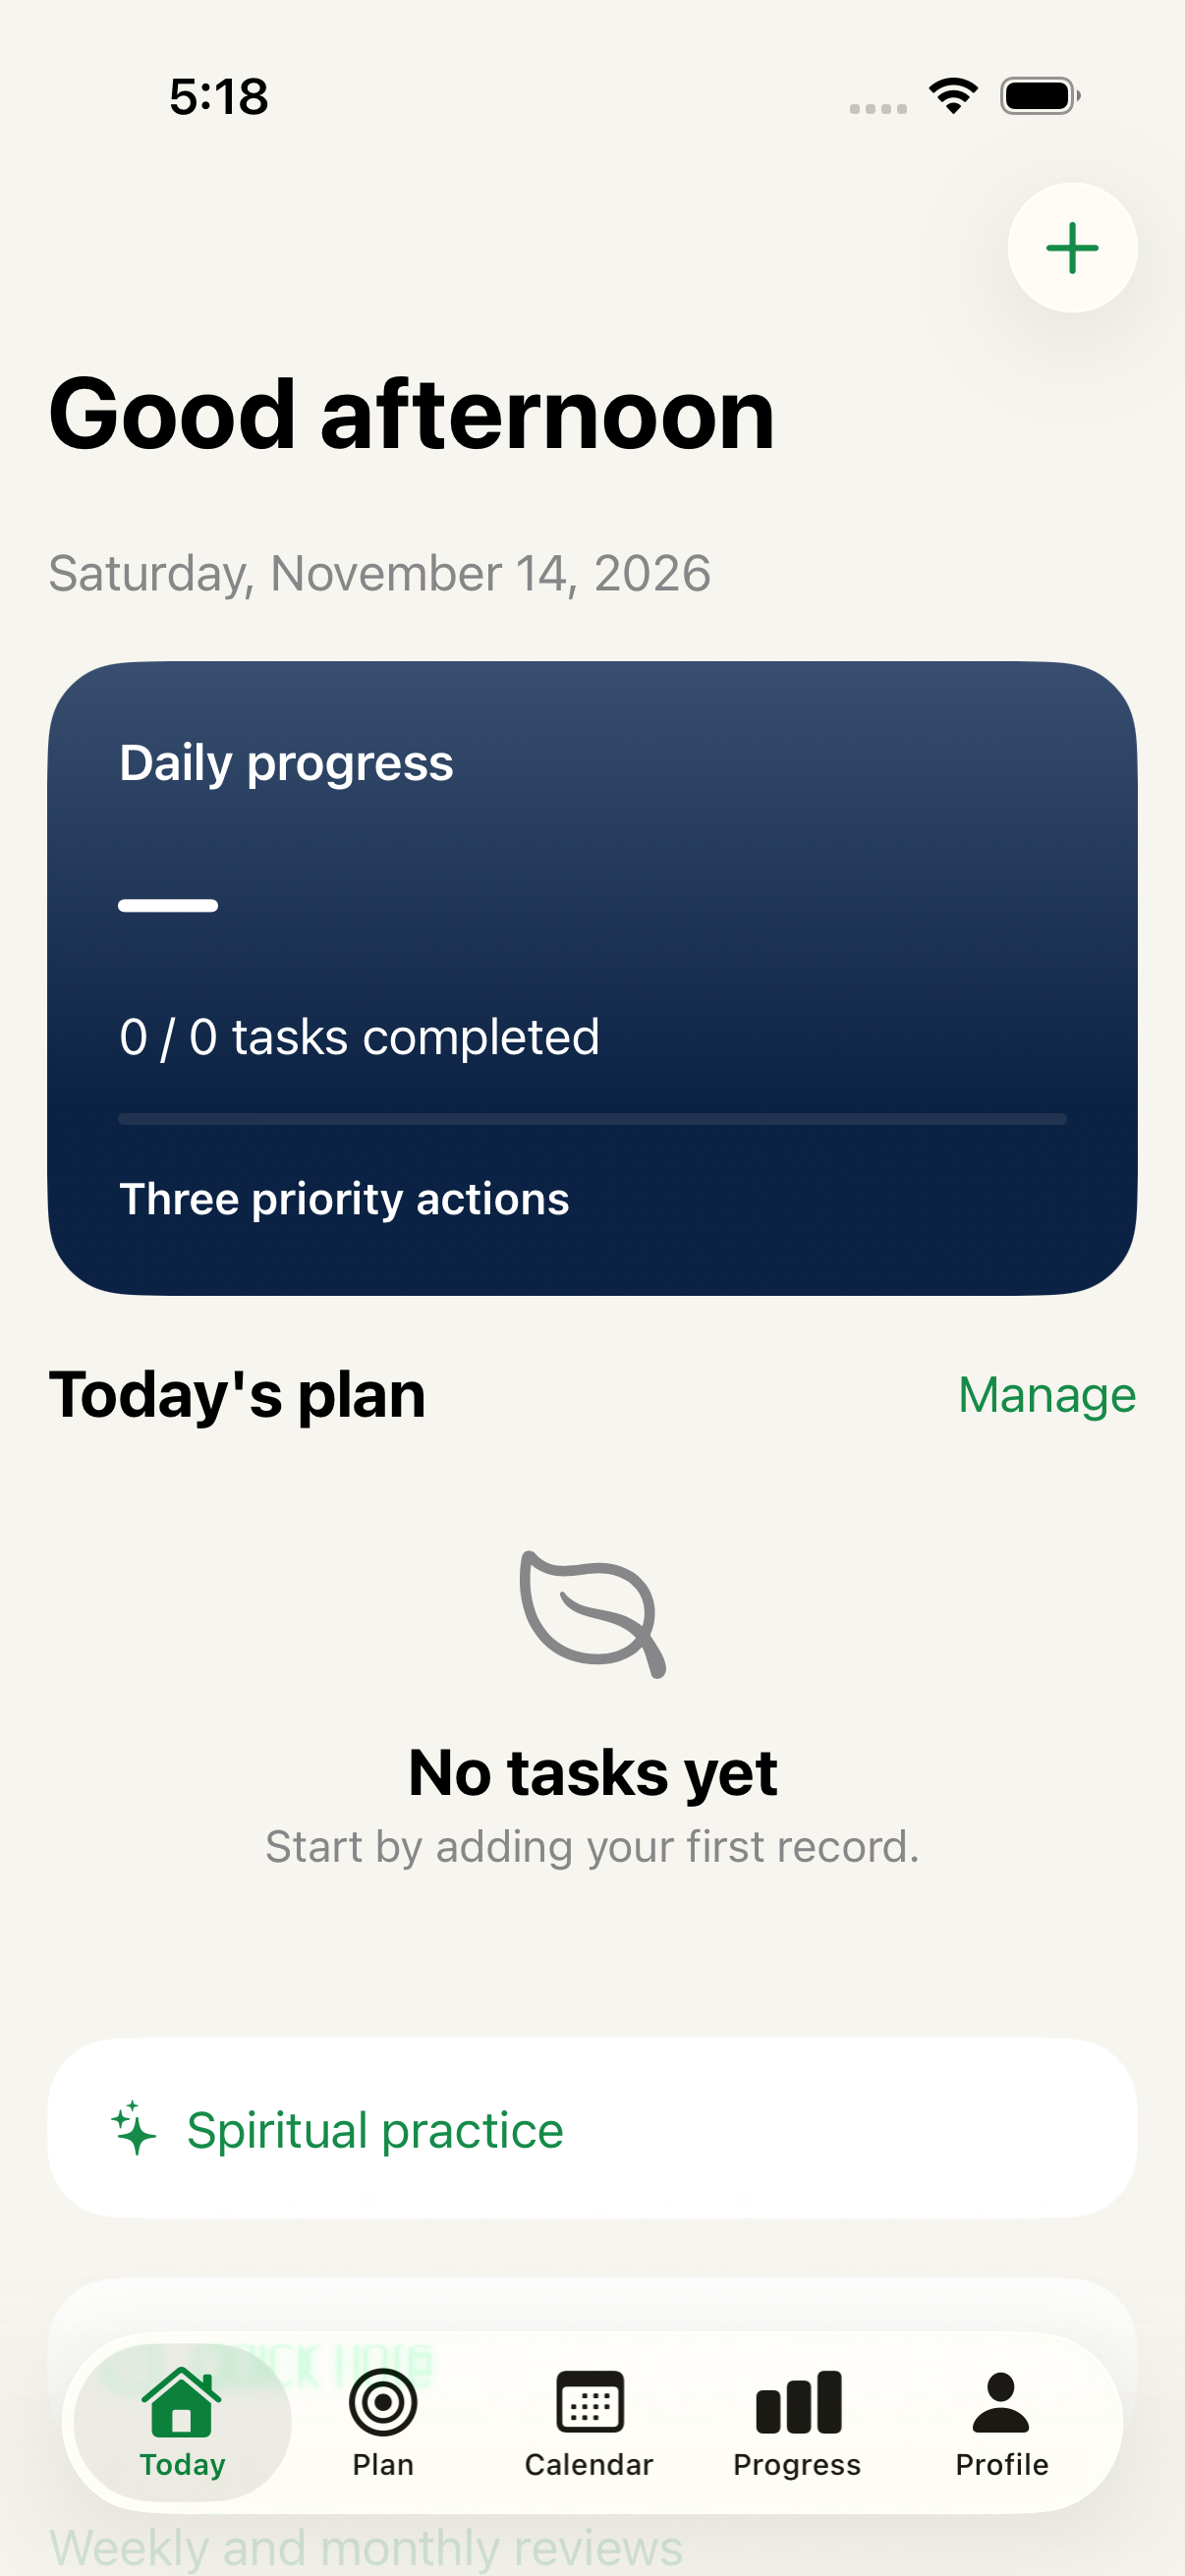 5:18
Good afternoon
Saturday, November 14, 2026
Daily progress
—
0 / 0 tasks completed
Three priority actions
Today's plan
Manage
No tasks yet
Start by adding your first record.
Spiritual practice
Today
Plan
Calendar
Progress
Profile
Weekly and monthly reviews